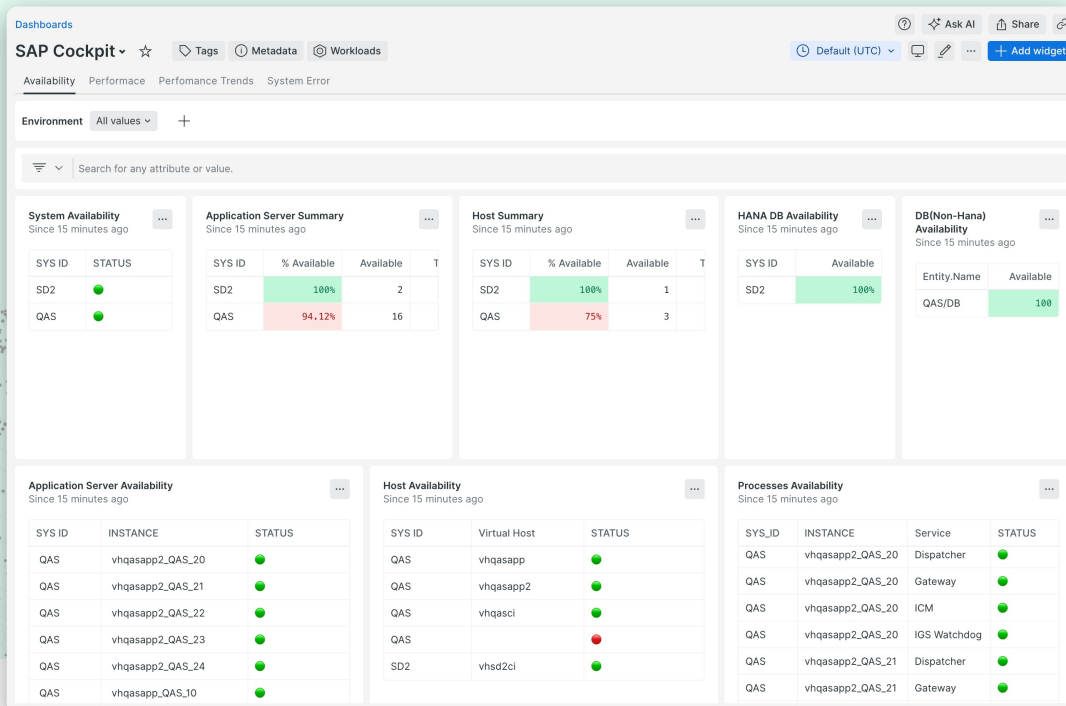 Dashboards
Ask AI
Share
SAP Cockpit
Tags
Metadata
Workloads
Default (UTC)
Add widget
Availability
Performace
Perfomance Trends
System Error
Environment
All values
Search for any attribute or value.
System Availability
Since 15 minutes ago
SYS ID STATUS
SD2
QAS
Application Server Summary
Since 15 minutes ago
SYS ID % Available Available T
SD2 100% 2
QAS 94.12% 16
Host Summary
Since 15 minutes ago
SYS ID % Available Available T
SD2 100% 1
QAS 75% 3
HANA DB Availability
Since 15 minutes ago
SYS ID Available
SD2 100%
DB(Non-Hana)
Availability
Since 15 minutes ago
Entity.Name Available
QAS/DB 100
Application Server Availability
Since 15 minutes ago
SYS ID INSTANCE STATUS
QAS vhqasapp2_QAS_20
QAS vhqasapp2_QAS_21
QAS vhqasapp2_QAS_22
QAS vhqasapp2_QAS_23
QAS vhqasapp2_QAS_24
QAS vhqasapp_QAS_10
Host Availability
Since 15 minutes ago
SYS ID Virtual Host STATUS
QAS vhqasapp
QAS vhqasapp2
QAS vhqasci
QAS
SD2 vhsd2ci
Processes Availability
Since 15 minutes ago
SYS_ID INSTANCE Service STATUS
QAS vhqasapp2_QAS_20 Dispatcher
QAS vhqasapp2_QAS_20 Gateway
QAS vhqasapp2_QAS_20 ICM
QAS vhqasapp2_QAS_20 IGS Watchdog
QAS vhqasapp2_QAS_21 Dispatcher
QAS vhqasapp2_QAS_21 Gateway